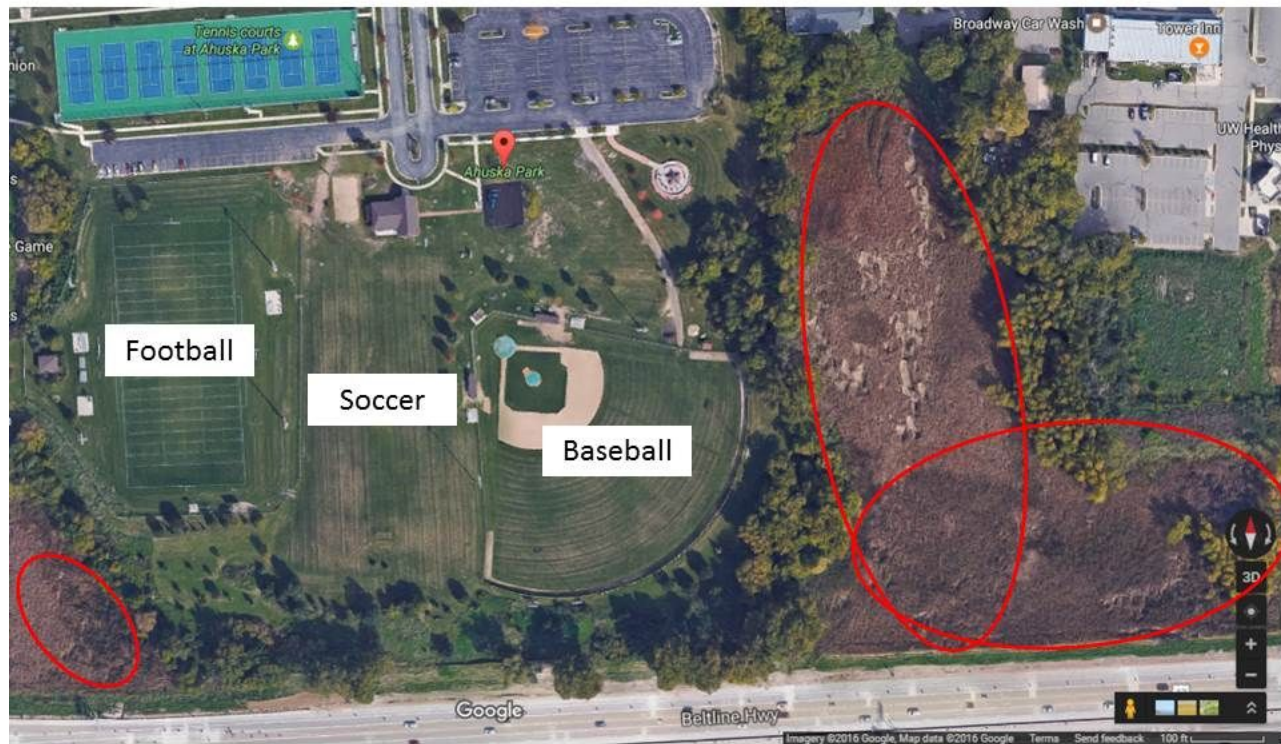 Tennis courts
at Ahuska Park
Broadway Car Wash
Tower Inn
nion
UW Health
Phys
Ahuska Park
Game
s
s
s
Football
Soccer
Baseball
3D
+
−
Google
Beltline Hwy
Imagery ©2016 Google, Map data ©2016 Google Terms Send feedback 100 ft